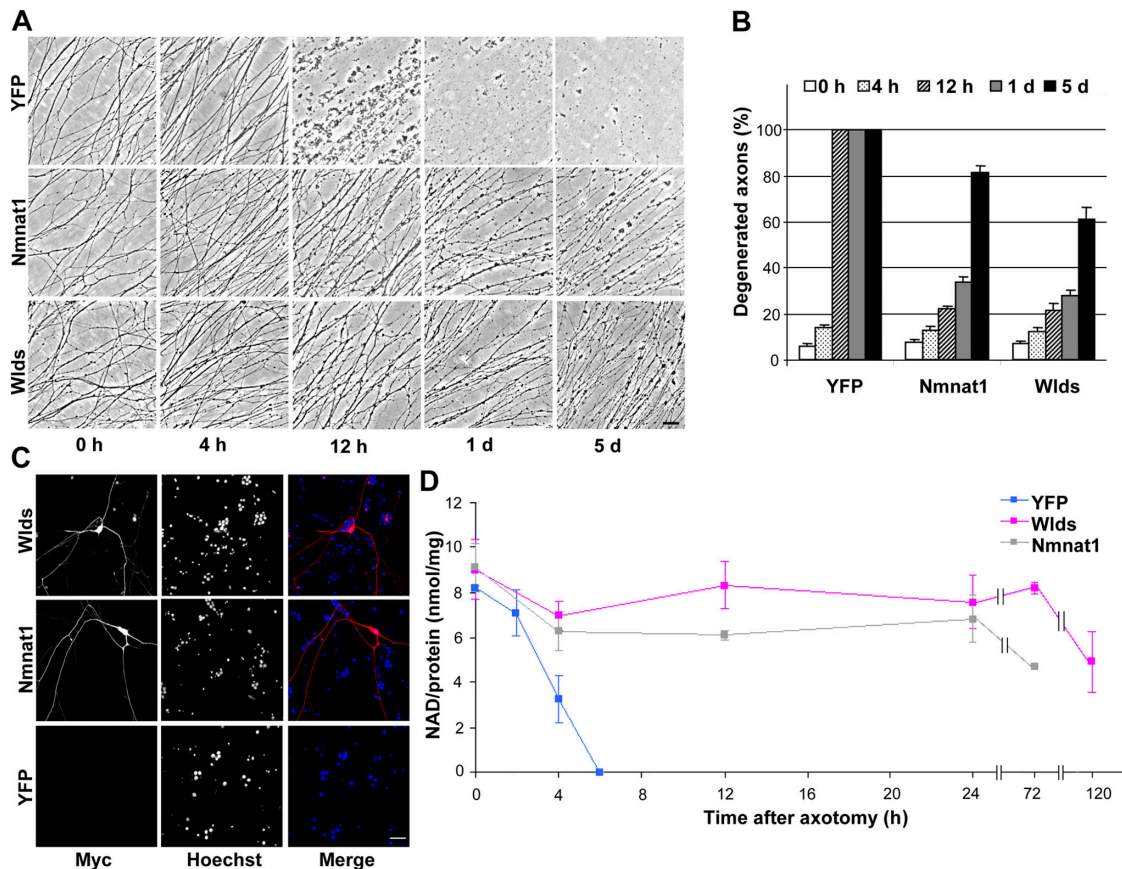 A
YFP
Nmnat1
Wlds
0 h 4 h 12 h 1 d 5 d
B
0 h 4 h 12 h 1 d 5 d
Degenerated axons (%)
100
80
60
40
20
0
YFP Nmnat1 Wlds
C
Wlds
Nmnat1
YFP
Myc Hoechst Merge
D
YFP
Wlds
Nmnat1
NAD/protein (nmol/mg)
12
10
8
6
4
2
0
0 4 8 12 16 20 24 72 120
Time after axotomy (h)